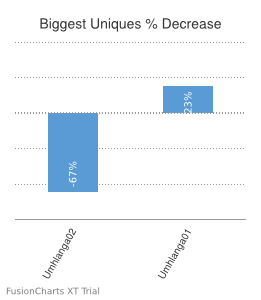 Biggest Uniques % Decrease
-67%
23%
Umhlanga02
Umhlanga01
FusionCharts XT Trial